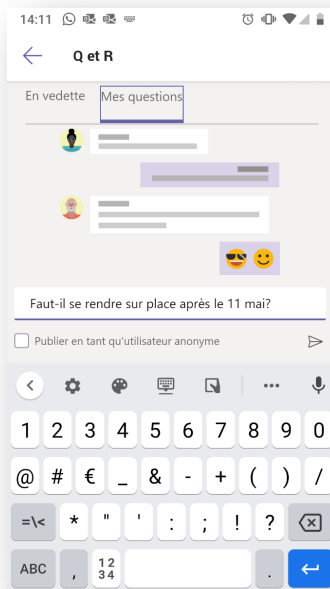 14:11
Q et R
En vedette Mes questions
Faut-il se rendre sur place après le 11 mai?
Publier en tant qu'utilisateur anonyme
1 2 3 4 5 6 7 8 9 0
@ # € _ & - + ( ) /
=\< * " ' : ; ! ?
ABC , 12 34 .